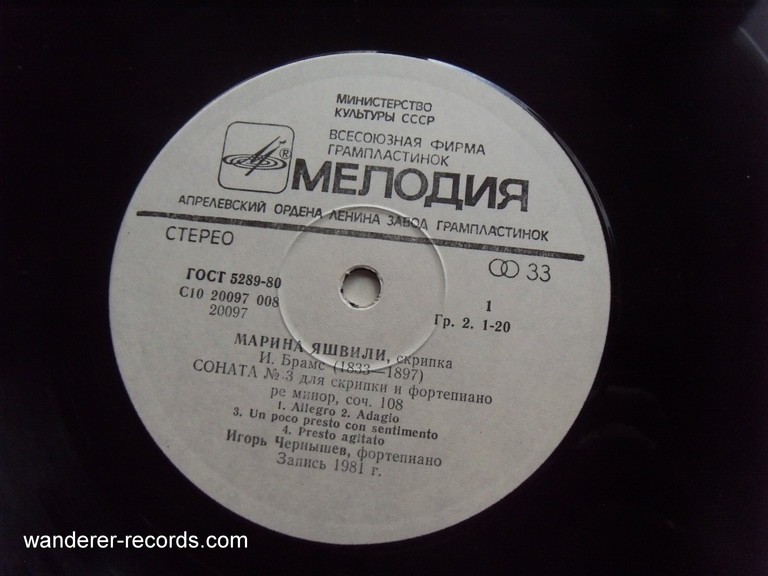 МИНИСТЕРСТВО
КУЛЬТУРЫ СССР
ВСЕСОЮЗНАЯ ФИРМА
ГРАМПЛАСТИНОК
®
МЕЛОДИЯ
АПРЕЛЕВСКИЙ ОРДЕНА ЛЕНИНА ЗАВОД ГРАМПЛАСТИНОК
СТЕРЕО
33
ГОСТ 5289-80
С10 20097 008
20097
1
Гр. 2. 1-20
МАРИНА ЯШВИЛИ, скрипка
И. Брамс (1833—1897)
СОНАТА № 3 для скрипки и фортепиано
ре минор, соч. 108
1. Allegro 2. Adagio
3. Un poco presto con sentimento
4. Presto agitato
Игорь Чернышев, фортепиано
Запись 1981 г.
wanderer-records.com